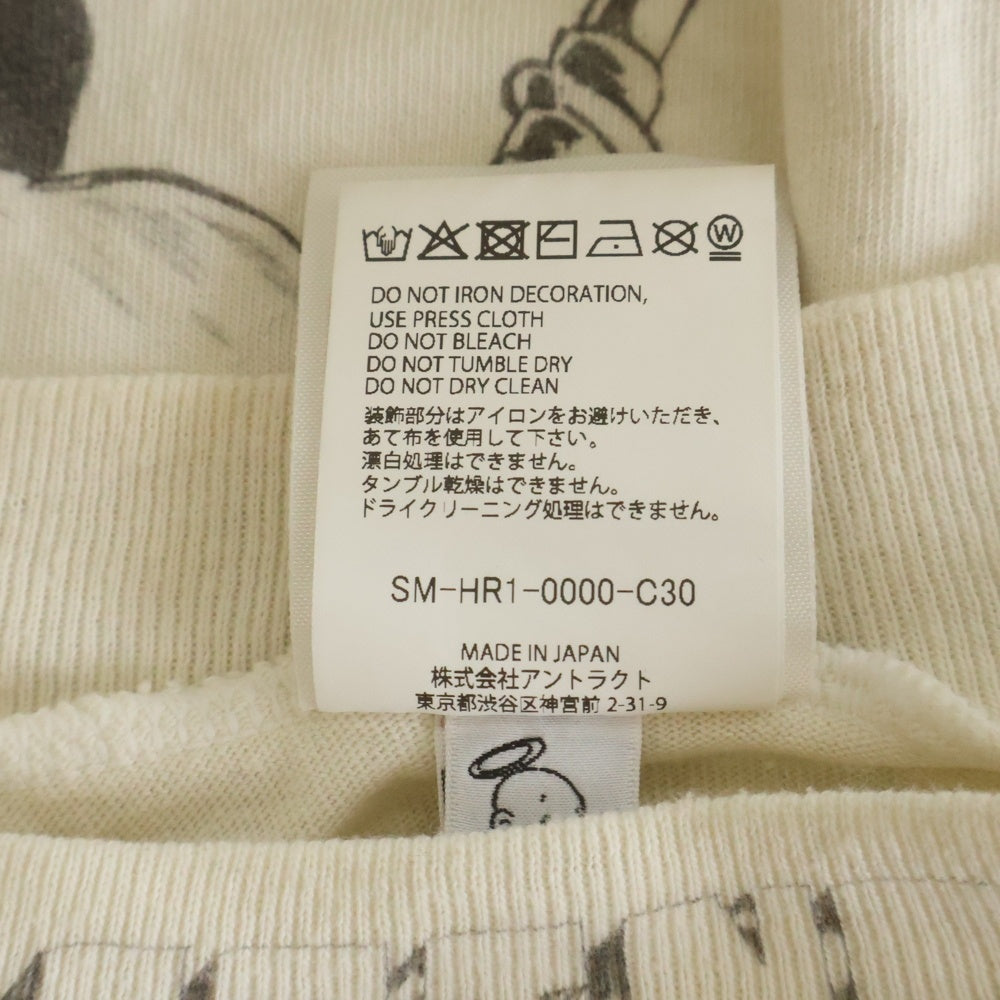 W
DO NOT IRON DECORATION,
USE PRESS CLOTH
DO NOT BLEACH
DO NOT TUMBLE DRY
DO NOT DRY CLEAN
装飾部分はアイロンをお避けいただき、
あて布を使用して下さい。
漂白処理はできません。
タンブル乾燥はできません。
ドライクリーニング処理はできません。
SM-HR1-0000-C30
MADE IN JAPAN
株式会社アントラクト
東京都渋谷区神宮前 2-31-9